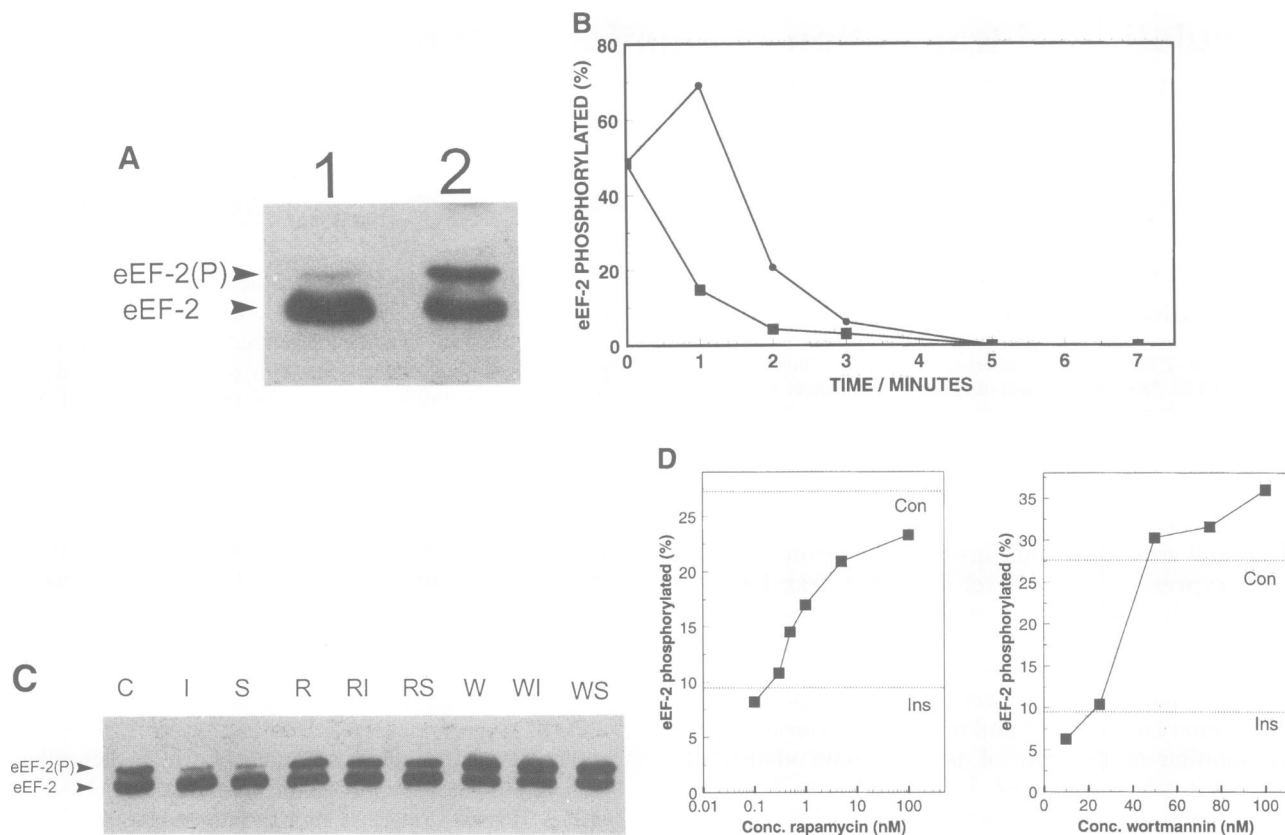 A
1 2
eEF-2(P)
eEF-2
B
eEF-2 PHOSPHORYLATED (%)
80
60
40
20
0
0 1 2 3 4 5 6 7
TIME / MINUTES
C
C I S R RI RS W WI WS
eEF-2(P)
eEF-2
D
eEF-2 phosphorylated (%)
25
20
15
10
5
0
Con
Ins
0.01 0.1 1 10 100
Conc. rapamycin (nM)
eEF-2 phosphorylated (%)
35
30
25
20
15
10
5
0
Con
Ins
0 20 40 60 80 100
Conc. wortmannin (nM)